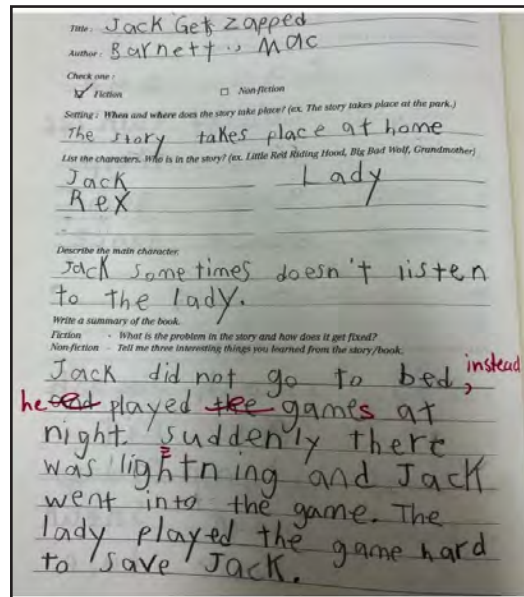 Title: Jack Gets Zapped
Author: Barnett, Mac
Check one:
Fiction Non-fiction
Setting: When and where does the story take place? (ex. The story takes place at the park.)
The story takes place at home
List the characters. Who is in the story? (ex. Little Red Riding Hood, Big Bad Wolf, Grandmother)
Jack Lady
Rex
Describe the main character.
Jack sometimes doesn't listen
to the lady.
Write a summary of the book.
Fiction - What is the problem in the story and how does it get fixed?
Non-fiction - Tell me three interesting things you learned from the story/book.
Jack did not go to bed, instead
he and played the games at
night. suddenly there
was lightning and Jack
went into the game. The
lady played the game hard
to save Jack.